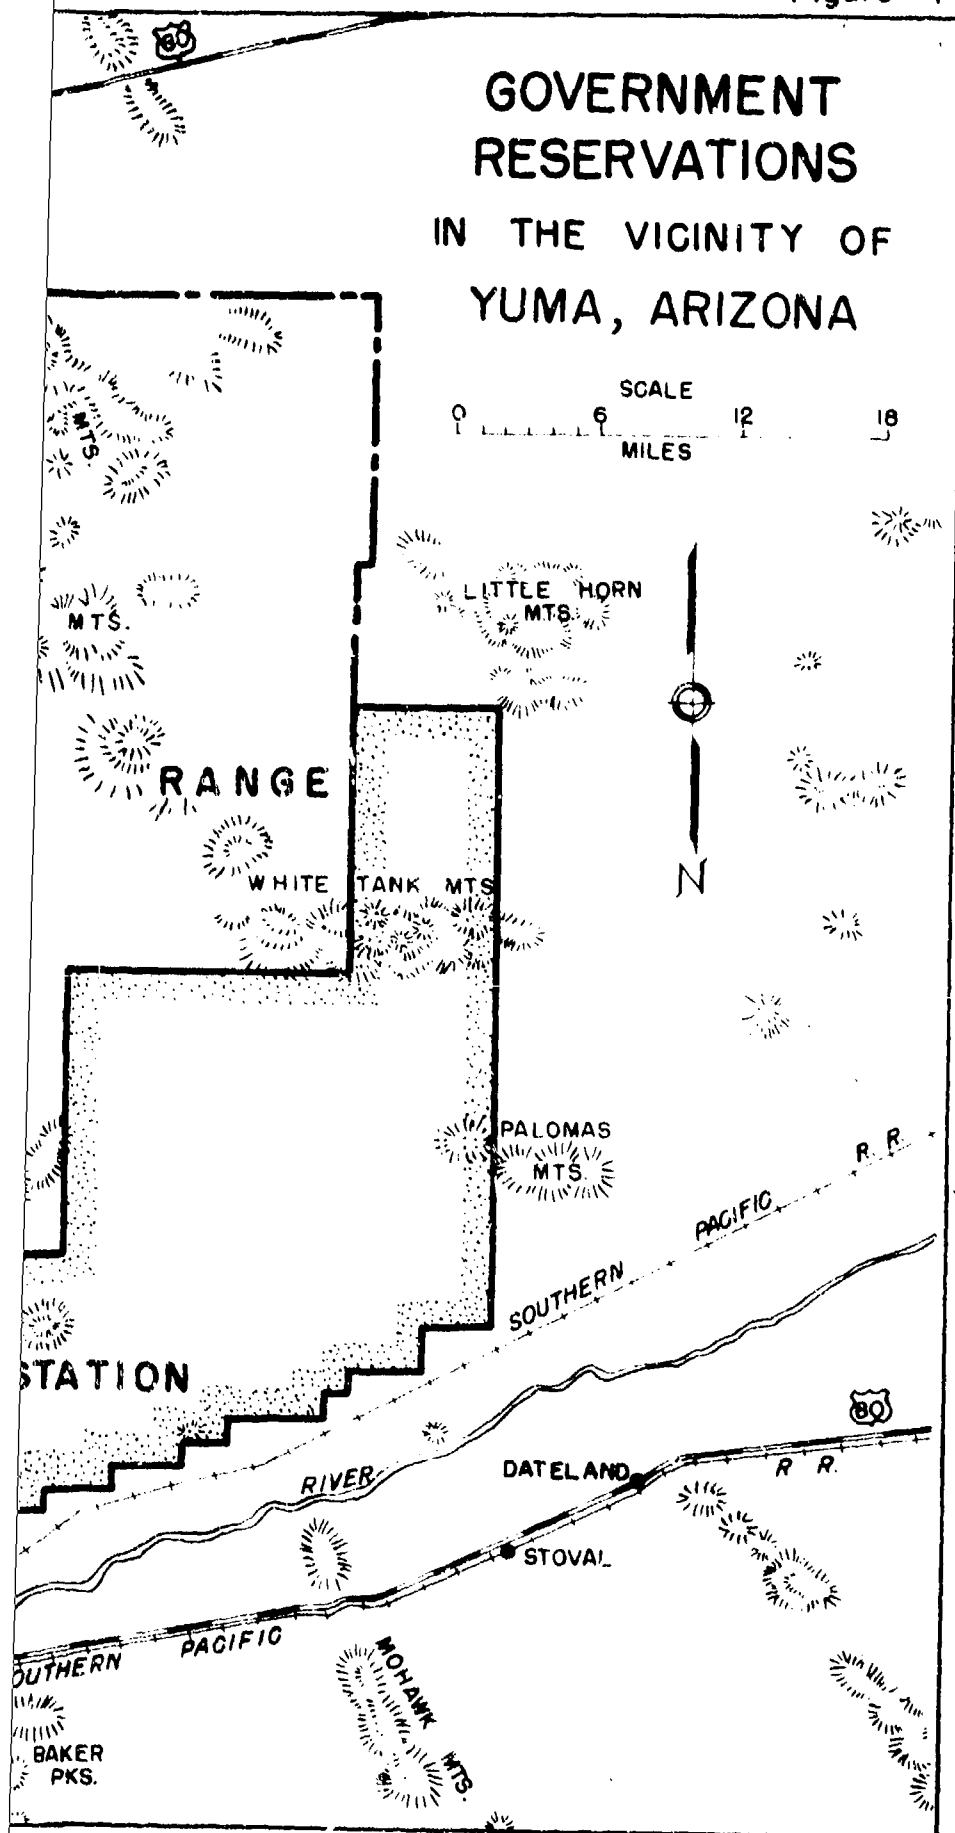 Figure
80
GOVERNMENT
RESERVATIONS
IN THE VICINITY OF
YUMA, ARIZONA
SCALE
0 6 12 18
MILES
MTS.
LITTLE HORN
MTS.
MTS.
RANGE
N
WHITE TANK MTS
PALOMAS
MTS.
SOUTHERN PACIFIC R. R.
STATION
80
RIVER
DATELAND
R R.
STOVAL
OUTHERN PACIFIC
MOHAWK MTS.
BAKER
PKS.